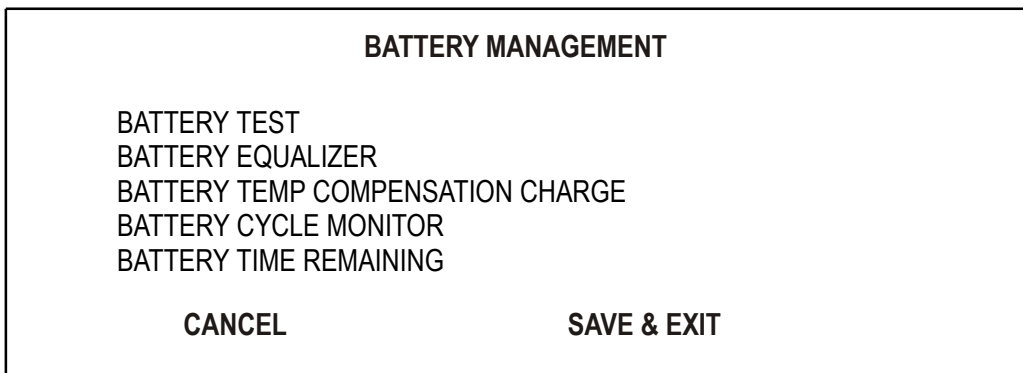 BATTERY MANAGEMENT
BATTERY TEST
BATTERY EQUALIZER
BATTERY TEMP COMPENSATION CHARGE
BATTERY CYCLE MONITOR
BATTERY TIME REMAINING
CANCEL SAVE & EXIT